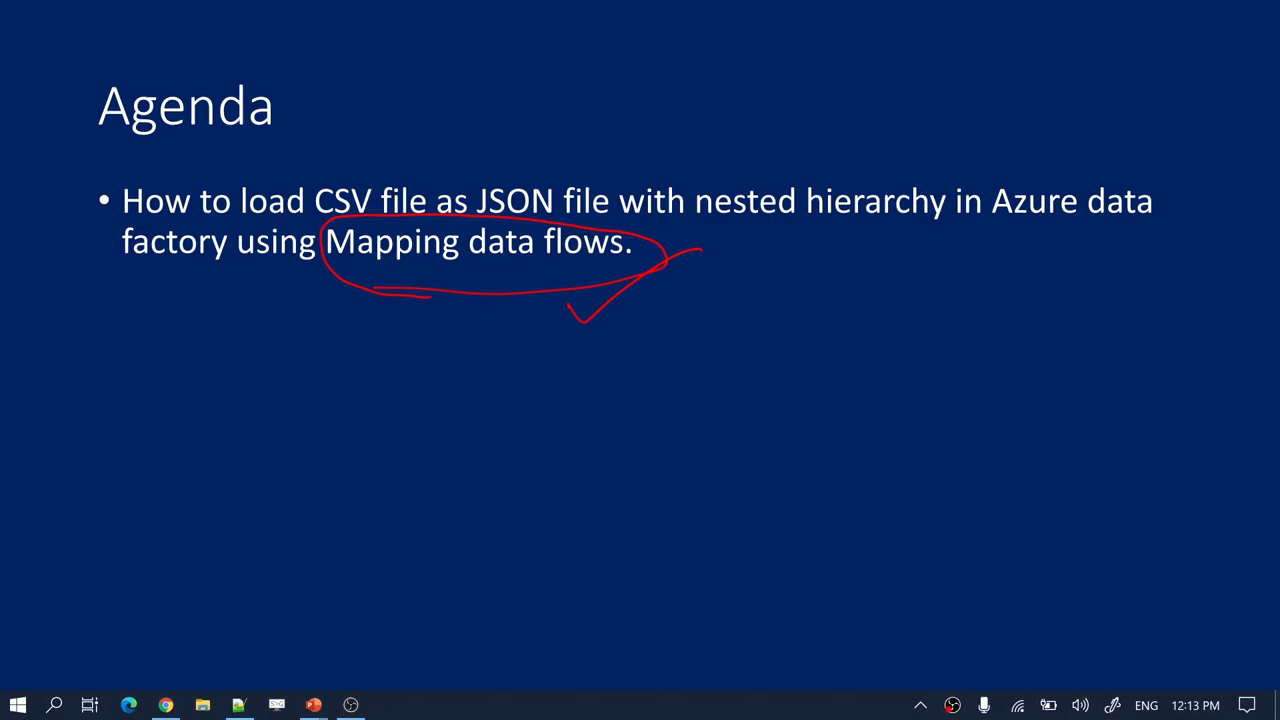 Agenda
• How to load CSV file as JSON file with nested hierarchy in Azure data
factory using Mapping data flows.
ENG 12:13 PM